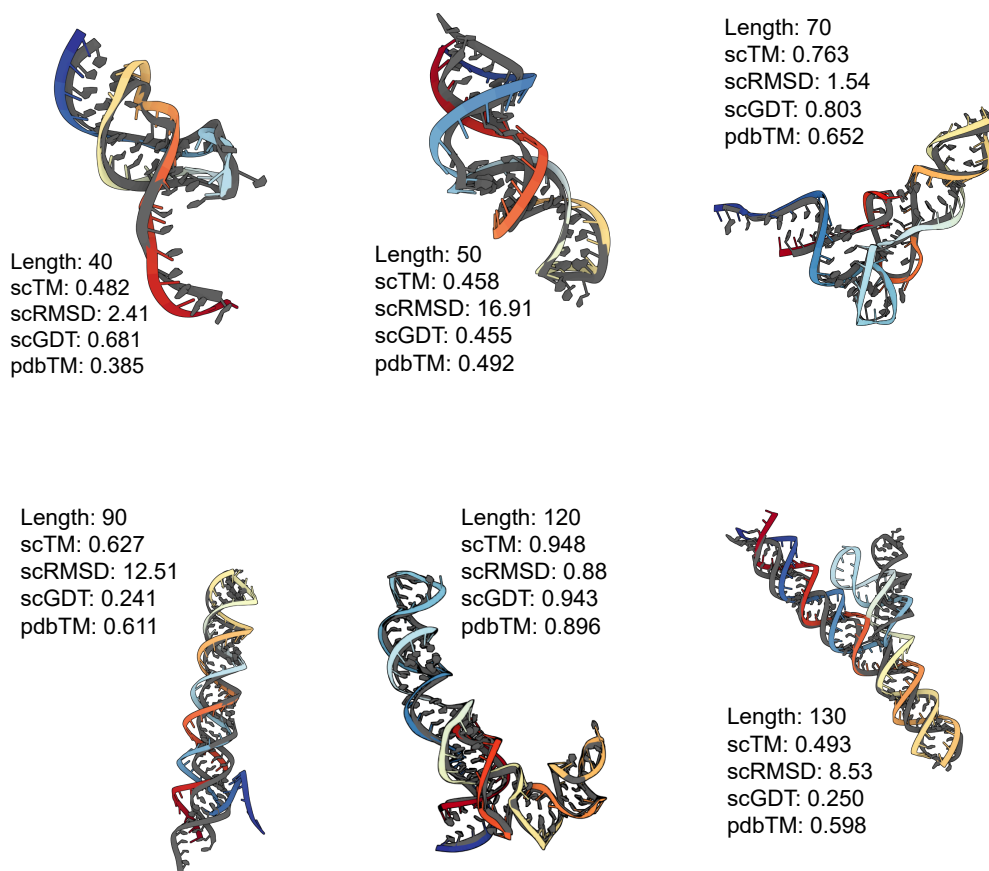 Length: 40
scTM: 0.482
scRMSD: 2.41
scGDT: 0.681
pdbTM: 0.385
Length: 50
scTM: 0.458
scRMSD: 16.91
scGDT: 0.455
pdbTM: 0.492
Length: 70
scTM: 0.763
scRMSD: 1.54
scGDT: 0.803
pdbTM: 0.652
Length: 90
scTM: 0.627
scRMSD: 12.51
scGDT: 0.241
pdbTM: 0.611
Length: 120
scTM: 0.948
scRMSD: 0.88
scGDT: 0.943
pdbTM: 0.896
Length: 130
scTM: 0.493
scRMSD: 8.53
scGDT: 0.250
pdbTM: 0.598